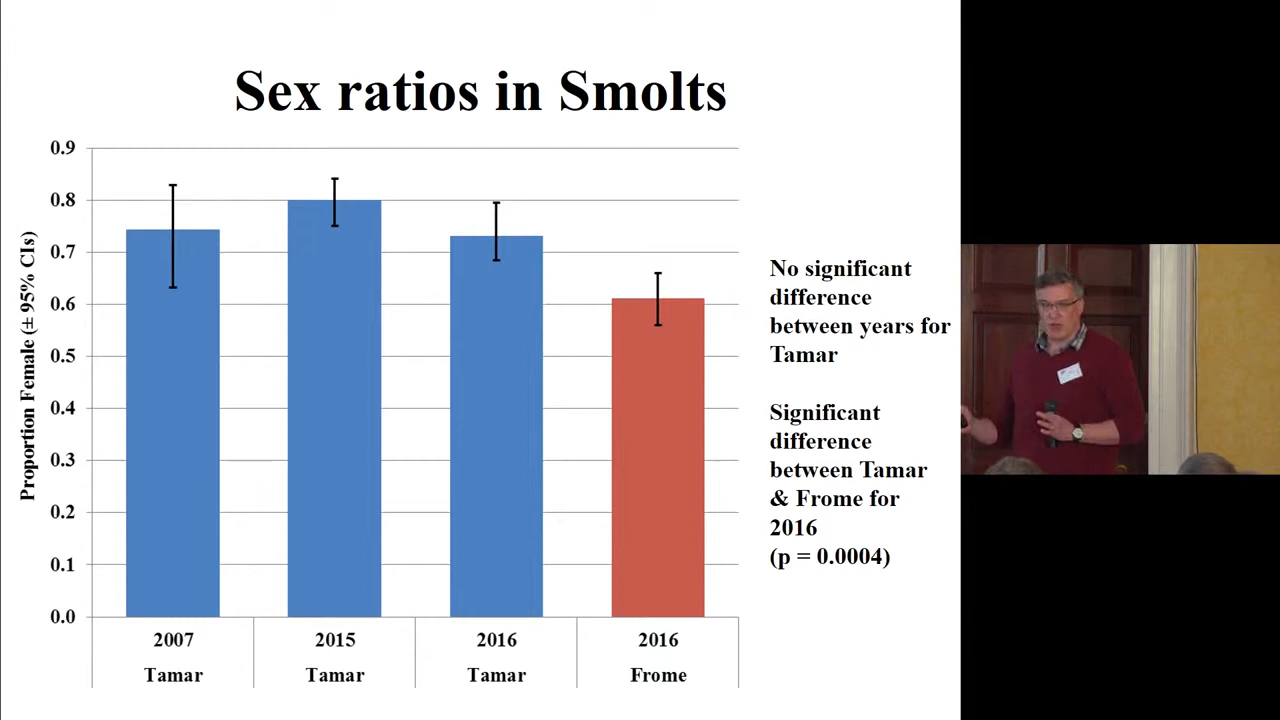 Sex ratios in Smolts
Proportion Female (± 95% CIs)
0.9
0.8
0.7
0.6
0.5
0.4
0.3
0.2
0.1
0.0
2007
2015
2016
2016
Tamar
Tamar
Tamar
Frome
No significant
difference
between years for
Tamar
Significant
difference
between Tamar
& Frome for
2016
(p = 0.0004)